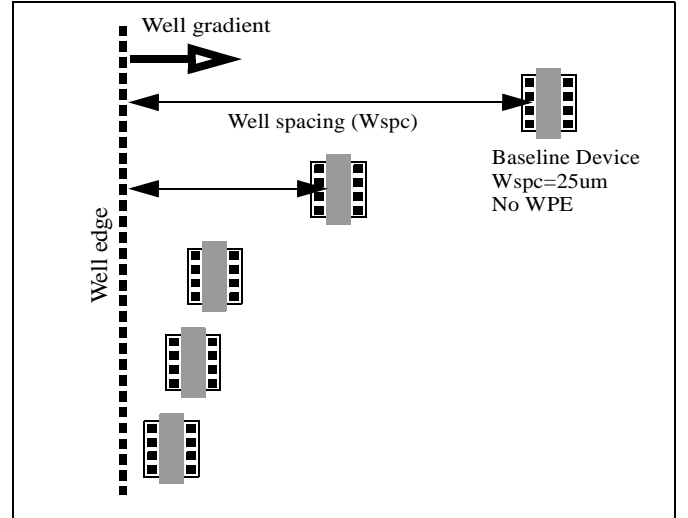 Well gradient
Well spacing (Wspc)
Baseline Device
Wspc=25um
No WPE
Well edge